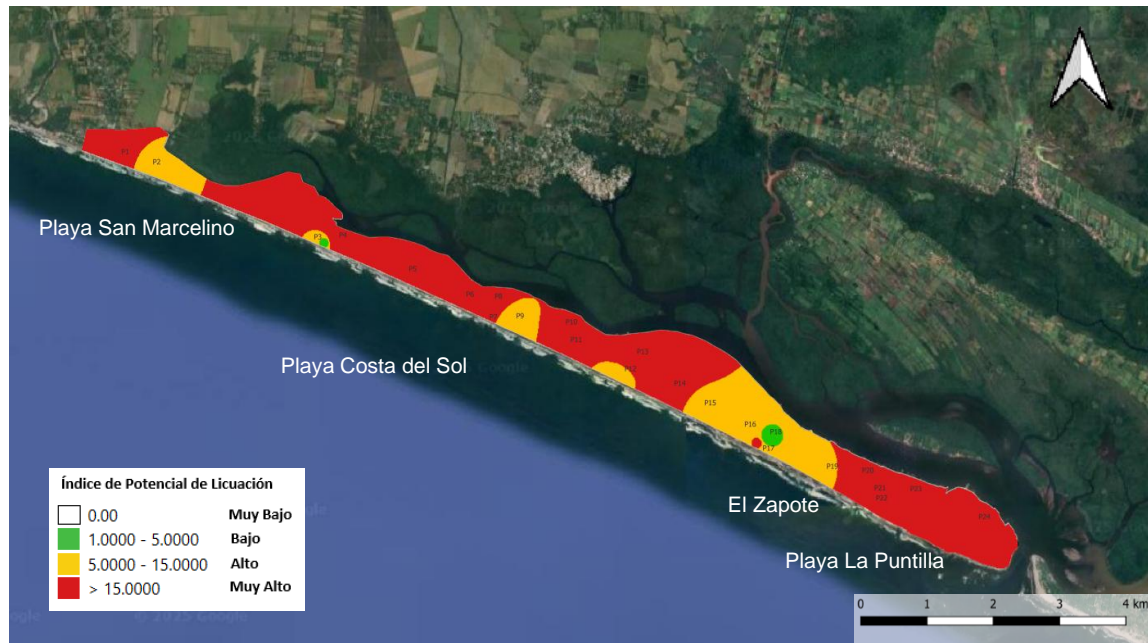 P1
P2
Playa San Marcelino
P3
P4
P5
P6
P8
P7
P9
P10
P11
P12
P13
P14
Playa Costa del Sol
P15
P16
P18
P17
P19
P20
P21
P23
P22
P24
El Zapote
Playa La Puntilla
Índice de Potencial de Licuación
0.00 Muy Bajo
1.0000 - 5.0000 Bajo
5.0000 - 15.0000 Alto
> 15.0000 Muy Alto
0 1 2 3 4 km